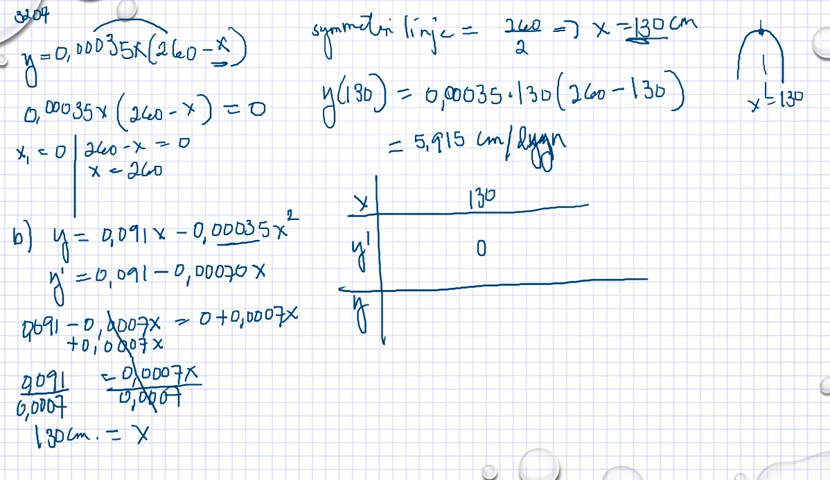 3207
y = 0,00035x(260-x)
0,00035x(260-x) = 0
x₁ = 0 | 260-x = 0
x = 260
b) y = 0,091x - 0,00035x²
y' = 0,091 - 0,00070x
0,091 - 0,0007x = 0+0,0007x
+0,0007x
0,091/0,0007 = 0,0007x/0,0007
130cm. = x
symmetri linje = 260/2 => x = 130 cm
y(130) = 0,00035·130(260-130)
= 5,915 cm/dygn
x = 130
x 130
y' 0
y